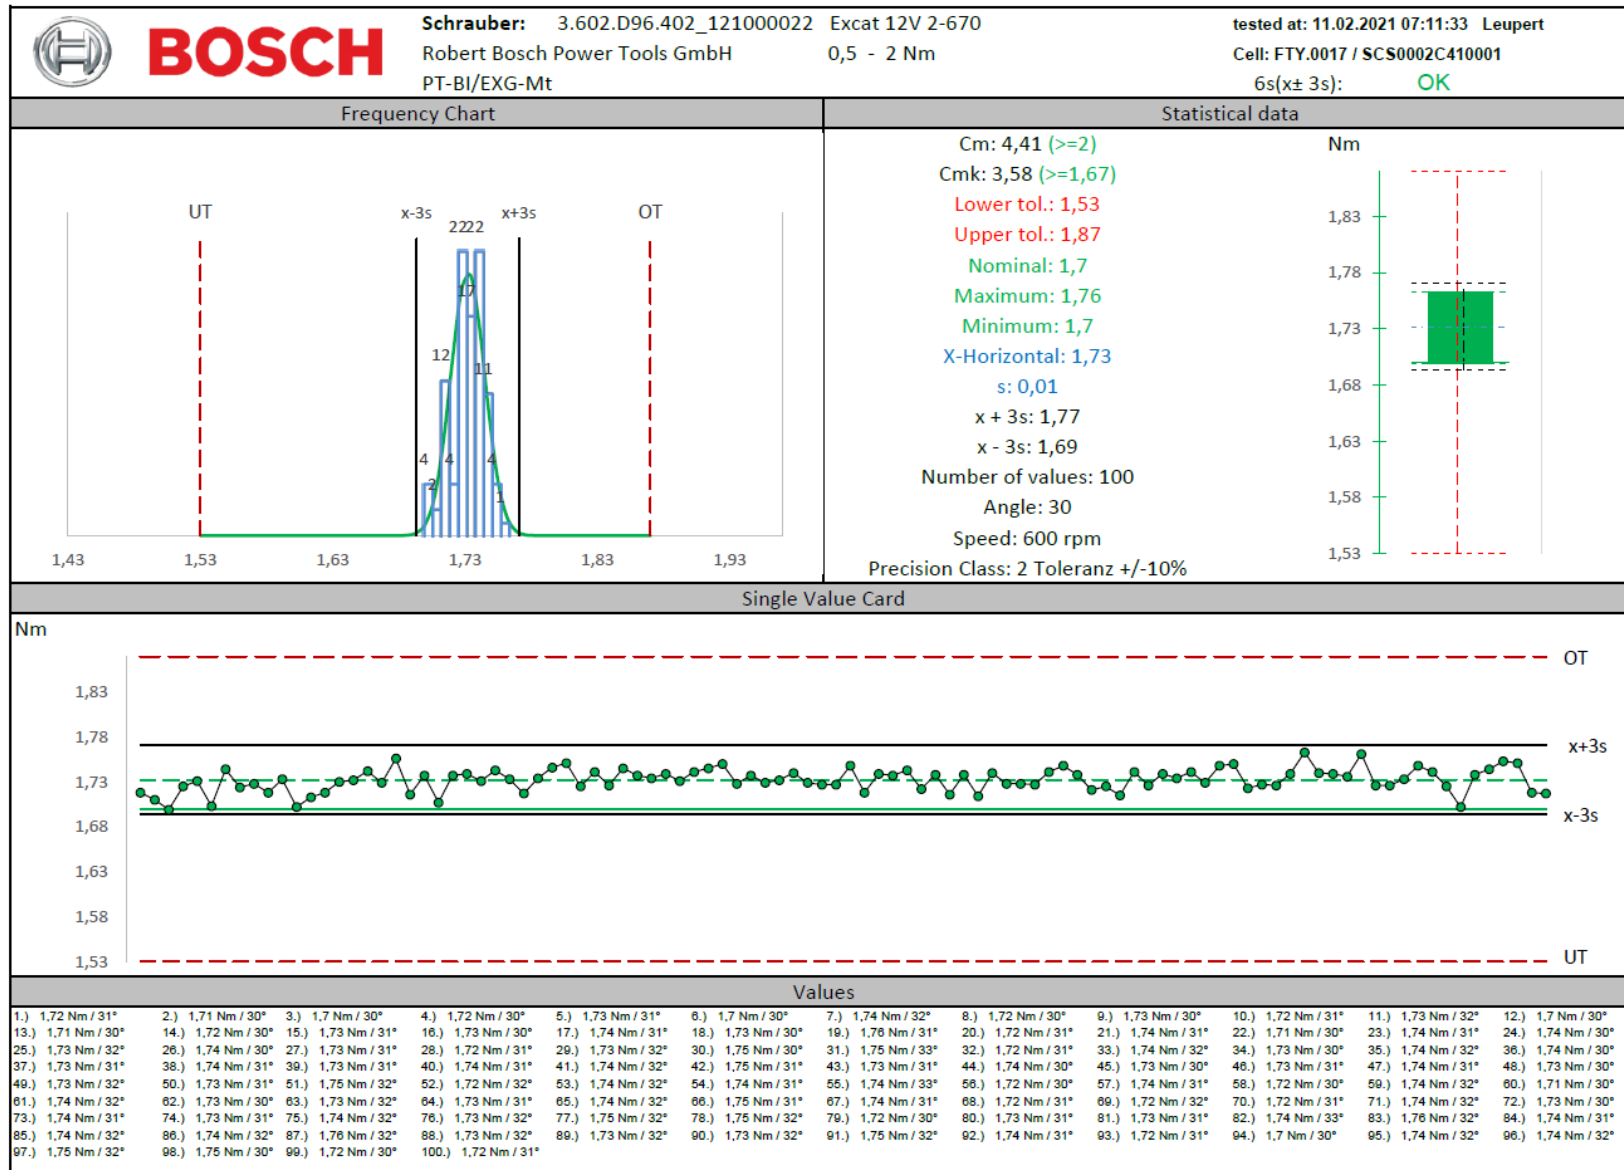 BOSCH
Schrauber: 3.602.D96.402_121000022 Excat 12V 2-670
Robert Bosch Power Tools GmbH 0,5 - 2 Nm
PT-BI/EXG-Mt
tested at: 11.02.2021 07:11:33 Leupert
Cell: FTY.0017 / SCS0002C410001
6s(x± 3s): OK
Frequency Chart
UT x-3s x+3s OT
22 22
17
12
11
4 4 4
2 1
1,43 1,53 1,63 1,73 1,83 1,93
Statistical data
Cm: 4,41 (>=2)
Cmk: 3,58 (>=1,67)
Lower tol.: 1,53
Upper tol.: 1,87
Nominal: 1,7
Maximum: 1,76
Minimum: 1,7
X-Horizontal: 1,73
s: 0,01
x + 3s: 1,77
x - 3s: 1,69
Number of values: 100
Angle: 30
Speed: 600 rpm
Precision Class: 2 Toleranz +/-10%
Nm
1,83
1,78
1,73
1,68
1,63
1,58
1,53
Single Value Card
Nm
OT
1,83
1,78
x+3s
1,73
1,68
x-3s
1,63
1,58
1,53
UT
Values
1.) 1,72 Nm / 31° 2.) 1,71 Nm / 30° 3.) 1,7 Nm / 30° 4.) 1,72 Nm / 30° 5.) 1,73 Nm / 31° 6.) 1,7 Nm / 30° 7.) 1,74 Nm / 32° 8.) 1,72 Nm / 30° 9.) 1,73 Nm / 30° 10.) 1,72 Nm / 31° 11.) 1,73 Nm / 32° 12.) 1,7 Nm / 30°
13.) 1,71 Nm / 30° 14.) 1,72 Nm / 30° 15.) 1,73 Nm / 31° 16.) 1,73 Nm / 30° 17.) 1,74 Nm / 31° 18.) 1,73 Nm / 30° 19.) 1,76 Nm / 31° 20.) 1,72 Nm / 31° 21.) 1,74 Nm / 31° 22.) 1,71 Nm / 30° 23.) 1,74 Nm / 31° 24.) 1,74 Nm / 30°
25.) 1,73 Nm / 32° 26.) 1,74 Nm / 30° 27.) 1,73 Nm / 31° 28.) 1,72 Nm / 31° 29.) 1,73 Nm / 32° 30.) 1,75 Nm / 30° 31.) 1,75 Nm / 33° 32.) 1,72 Nm / 31° 33.) 1,74 Nm / 32° 34.) 1,73 Nm / 30° 35.) 1,74 Nm / 32° 36.) 1,74 Nm / 30°
37.) 1,73 Nm / 31° 38.) 1,74 Nm / 31° 39.) 1,73 Nm / 31° 40.) 1,74 Nm / 31° 41.) 1,74 Nm / 32° 42.) 1,75 Nm / 31° 43.) 1,73 Nm / 31° 44.) 1,74 Nm / 30° 45.) 1,73 Nm / 30° 46.) 1,73 Nm / 31° 47.) 1,74 Nm / 31° 48.) 1,73 Nm / 30°
49.) 1,73 Nm / 32° 50.) 1,73 Nm / 31° 51.) 1,75 Nm / 32° 52.) 1,72 Nm / 32° 53.) 1,74 Nm / 32° 54.) 1,74 Nm / 31° 55.) 1,74 Nm / 33° 56.) 1,72 Nm / 30° 57.) 1,74 Nm / 31° 58.) 1,72 Nm / 30° 59.) 1,74 Nm / 32° 60.) 1,71 Nm / 30°
61.) 1,74 Nm / 32° 62.) 1,73 Nm / 30° 63.) 1,73 Nm / 32° 64.) 1,73 Nm / 31° 65.) 1,74 Nm / 32° 66.) 1,75 Nm / 31° 67.) 1,74 Nm / 31° 68.) 1,72 Nm / 31° 69.) 1,72 Nm / 32° 70.) 1,72 Nm / 31° 71.) 1,74 Nm / 32° 72.) 1,73 Nm / 30°
73.) 1,74 Nm / 31° 74.) 1,73 Nm / 31° 75.) 1,74 Nm / 32° 76.) 1,73 Nm / 32° 77.) 1,75 Nm / 32° 78.) 1,75 Nm / 32° 79.) 1,72 Nm / 30° 80.) 1,73 Nm / 31° 81.) 1,73 Nm / 31° 82.) 1,74 Nm / 33° 83.) 1,76 Nm / 32° 84.) 1,74 Nm / 31°
85.) 1,74 Nm / 32° 86.) 1,74 Nm / 32° 87.) 1,76 Nm / 32° 88.) 1,73 Nm / 32° 89.) 1,73 Nm / 32° 90.) 1,73 Nm / 32° 91.) 1,75 Nm / 32° 92.) 1,74 Nm / 31° 93.) 1,72 Nm / 31° 94.) 1,7 Nm / 30° 95.) 1,74 Nm / 32° 96.) 1,74 Nm / 32°
97.) 1,75 Nm / 32° 98.) 1,75 Nm / 30° 99.) 1,72 Nm / 30° 100.) 1,72 Nm / 31°